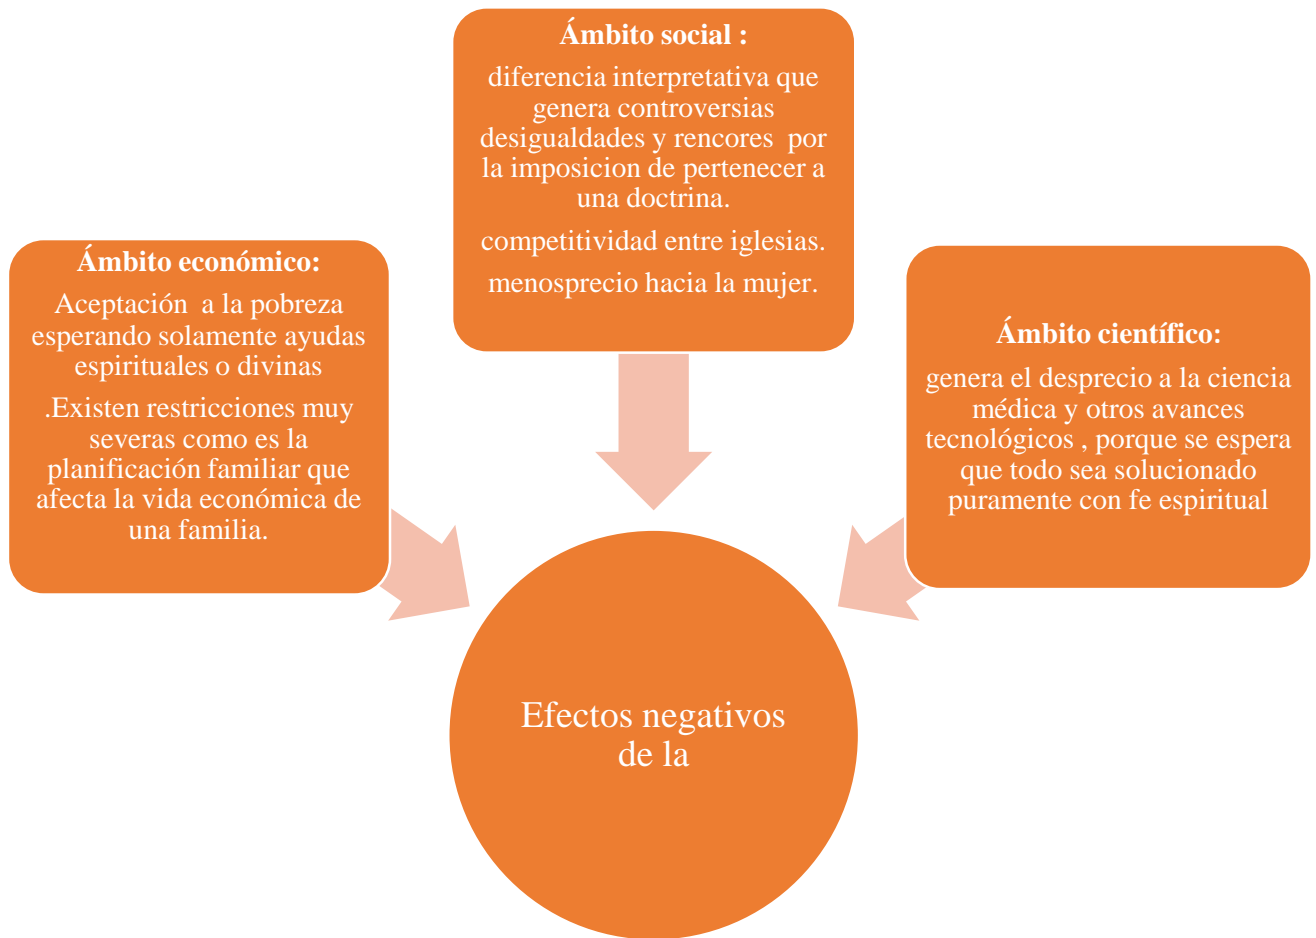 Ámbito social :
diferencia interpretativa que
genera controversias
desigualdades y rencores  por
la imposicion de pertenecer a
una doctrina.
competitividad entre iglesias.
menosprecio hacia la mujer.
Ámbito económico:
Aceptación  a la pobreza
esperando solamente ayudas
espirituales o divinas
.Existen restricciones muy
severas como es la
planificación familiar que
afecta la vida económica de
una familia.
Ámbito científico:
genera el desprecio a la ciencia
médica y otros avances
tecnológicos , porque se espera
que todo sea solucionado
puramente con fe espiritual
Efectos negativos
de la